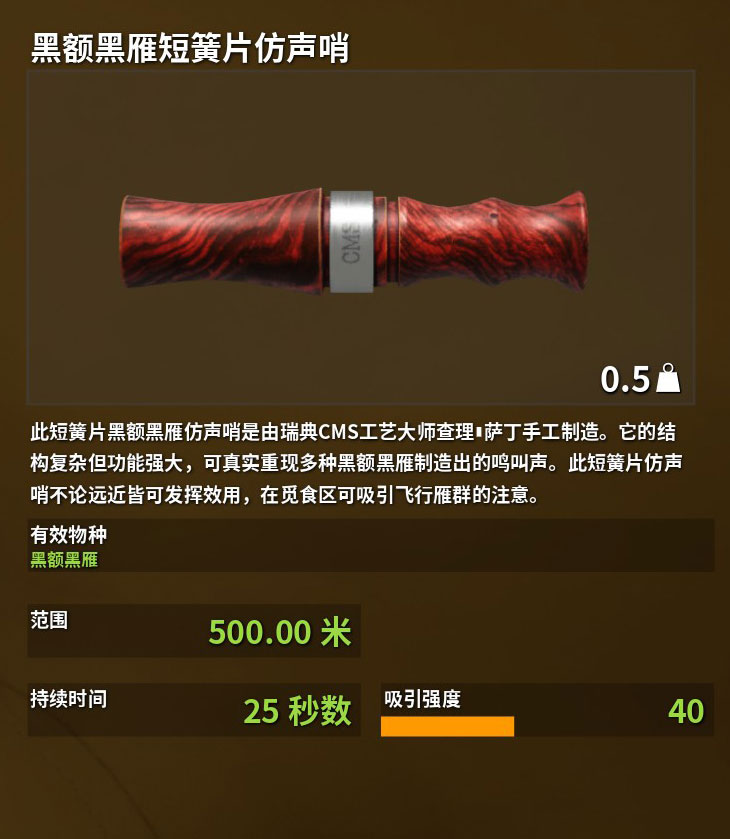 黑额黑雁短簧片仿声哨
CMS
0.5
此短簧片黑额黑雁仿声哨是由瑞典CMS工艺大师查理▮萨丁手工制造。它的结
构复杂但功能强大，可真实重现多种黑额黑雁制造出的鸣叫声。此短簧片仿声
哨不论远近皆可发挥效用，在觅食区可吸引飞行雁群的注意。
有效物种
黑额黑雁
范围
500.00 米
持续时间
25 秒数
吸引强度
40